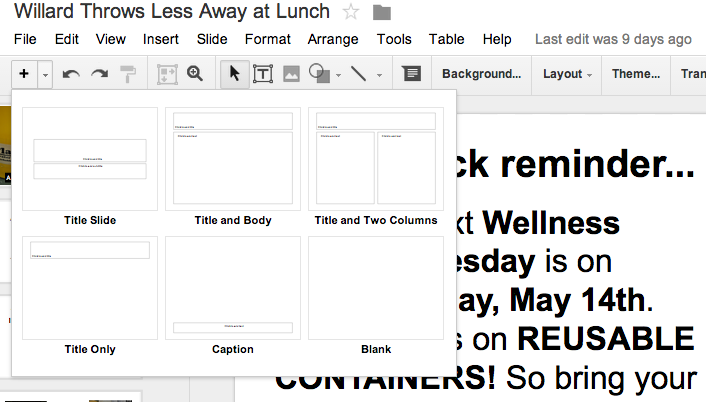 Willard Throws Less Away at Lunch
File Edit View Insert Slide Format Arrange Tools Table Help Last edit was 9 days ago
Background... Layout Theme... Tran
Title Slide Title and Body Title and Two Columns
Title Only Caption Blank
ck reminder...
xt Wellness
esday is on
ay, May 14th.
s on REUSABLE
CONTAINERS! So bring your